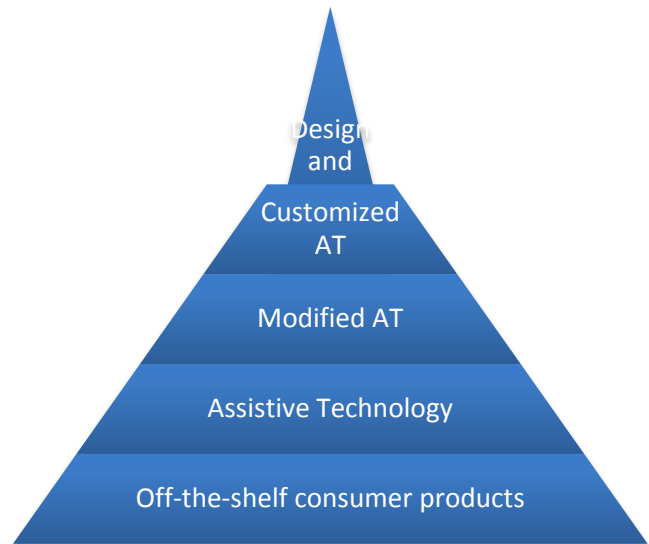 Design
and
Customized
AT
Modified AT
Assistive Technology
Off-the-shelf consumer products